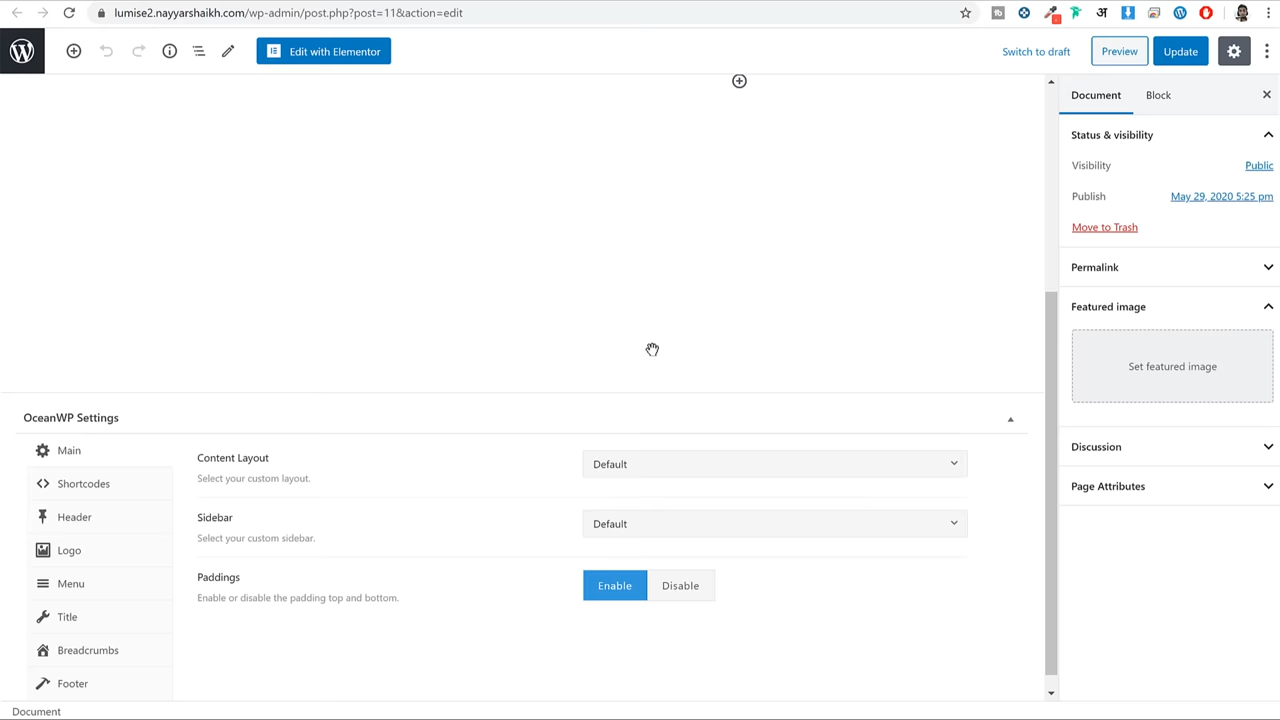 lumise2.nayyarshaikh.com/wp-admin/post.php?post=11&action=edit
Edit with Elementor
Switch to draft
Preview
Update
Document
Block
Status & visibility
Visibility
Public
Publish
May 29, 2020 5:25 pm
Move to Trash
Permalink
Featured image
Set featured image
Discussion
Page Attributes
OceanWP Settings
Main
Shortcodes
Header
Logo
Menu
Title
Breadcrumbs
Footer
Content Layout
Select your custom layout.
Default
Sidebar
Select your custom sidebar.
Default
Paddings
Enable or disable the padding top and bottom.
Enable
Disable
Document